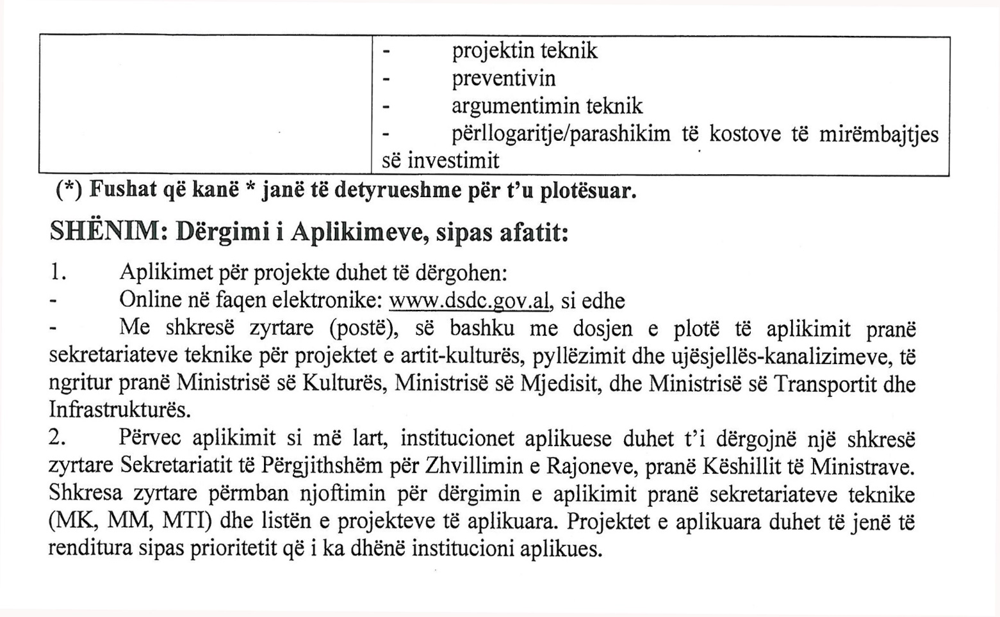 - projektin teknik
- preventivin
- argumentimin teknik
- përllogaritje/parashikim të kostove të mirëmbajtjes
së investimit
(*) Fushat që kanë * janë të detyrueshme për t’u plotësuar.
SHËNIM: Dërgimi i Aplikimeve, sipas afatit:
1. Aplikimet për projekte duhet të dërgohen:
- Online në faqen elektronike: www.dsdc.gov.al, si edhe
- Me shkresë zyrtare (postë), së bashku me dosjen e plotë të aplikimit pranë
sekretariateve teknike për projektet e artit-kulturës, pyllëzimit dhe ujësjellës-kanalizimeve, të
ngritur pranë Ministrisë së Kulturës, Ministrisë së Mjedisit, dhe Ministrisë së Transportit dhe
Infrastrukturës.
2. Përvec aplikimit si më lart, institucionet aplikuese duhet t’i dërgojnë një shkresë
zyrtare Sekretariatit të Përgjithshëm për Zhvillimin e Rajoneve, pranë Këshillit të Ministrave.
Shkresa zyrtare përmban njoftimin për dërgimin e aplikimit pranë sekretariateve teknike
(MK, MM, MTI) dhe listën e projekteve të aplikuara. Projektet e aplikuara duhet të jenë të
renditura sipas prioritetit që i ka dhënë institucioni aplikues.